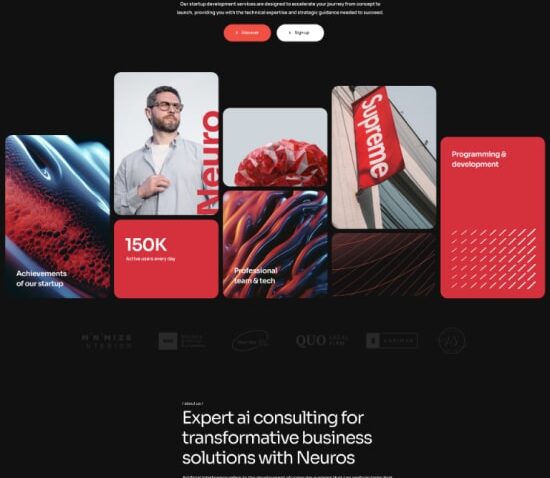 Our startup development services are designed to accelerate your journey from concept to
launch, providing you with the technical expertise and strategic guidance needed to succeed.
Discover
Sign up
Neuro
Supreme
Programming &
development
150K
Active users every day
Achievements
of our startup
Professional
team & tech
QUO LEGAL
FIRM
/ about us /
Expert ai consulting for
transformative business
solutions with Neuros